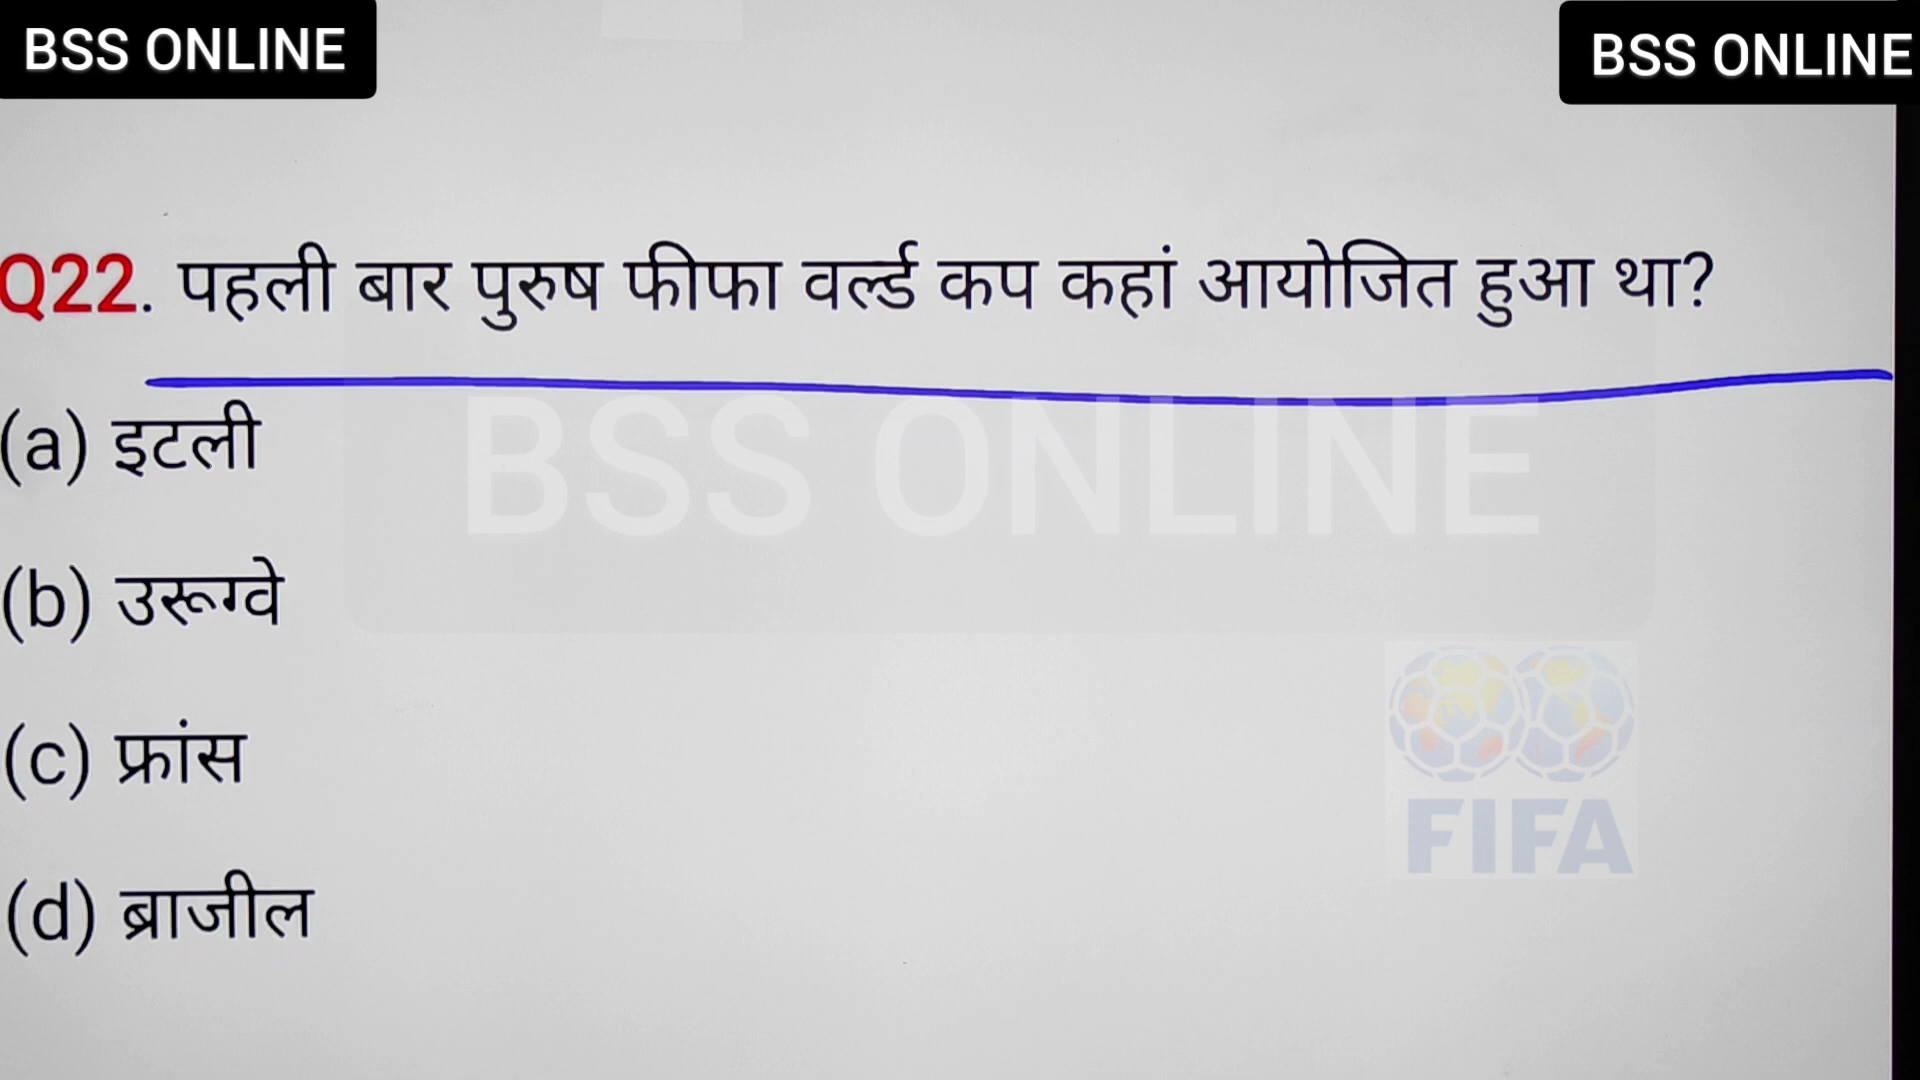 BSS ONLINE
BSS ONLINE
Q22. पहली बार पुरुष फीफा वर्ल्ड कप कहां आयोजित हुआ था?
BSS ONLINE
(a) इटली
(b) उरूग्वे
(c) फ्रांस
(d) ब्राजील
FIFA